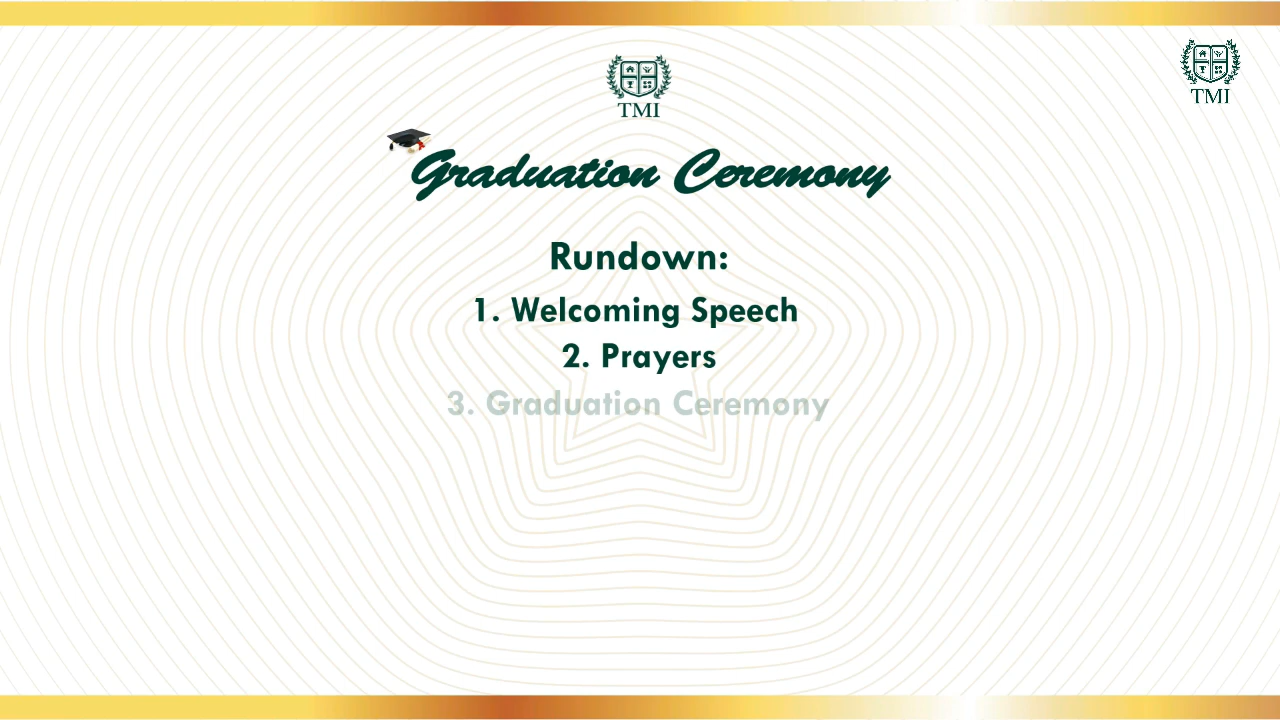 TMI
TMI
Graduation Ceremony
Rundown:
1. Welcoming Speech
2. Prayers
3. Graduation Ceremony